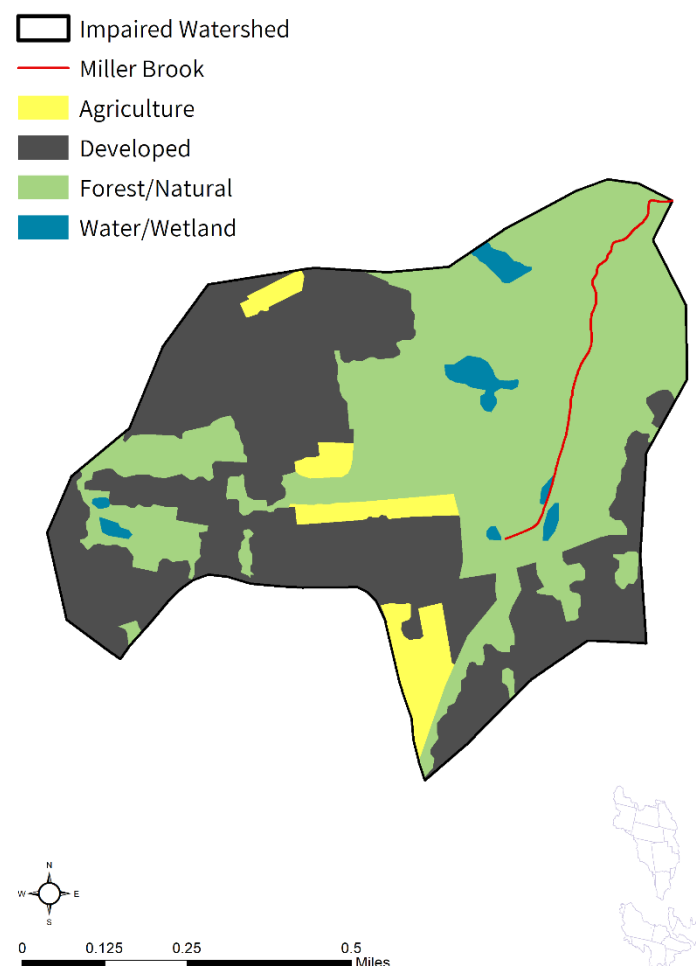 Impaired Watershed
Miller Brook
Agriculture
Developed
Forest/Natural
Water/Wetland
N
W E
S
0 0.125 0.25 0.5
Miles